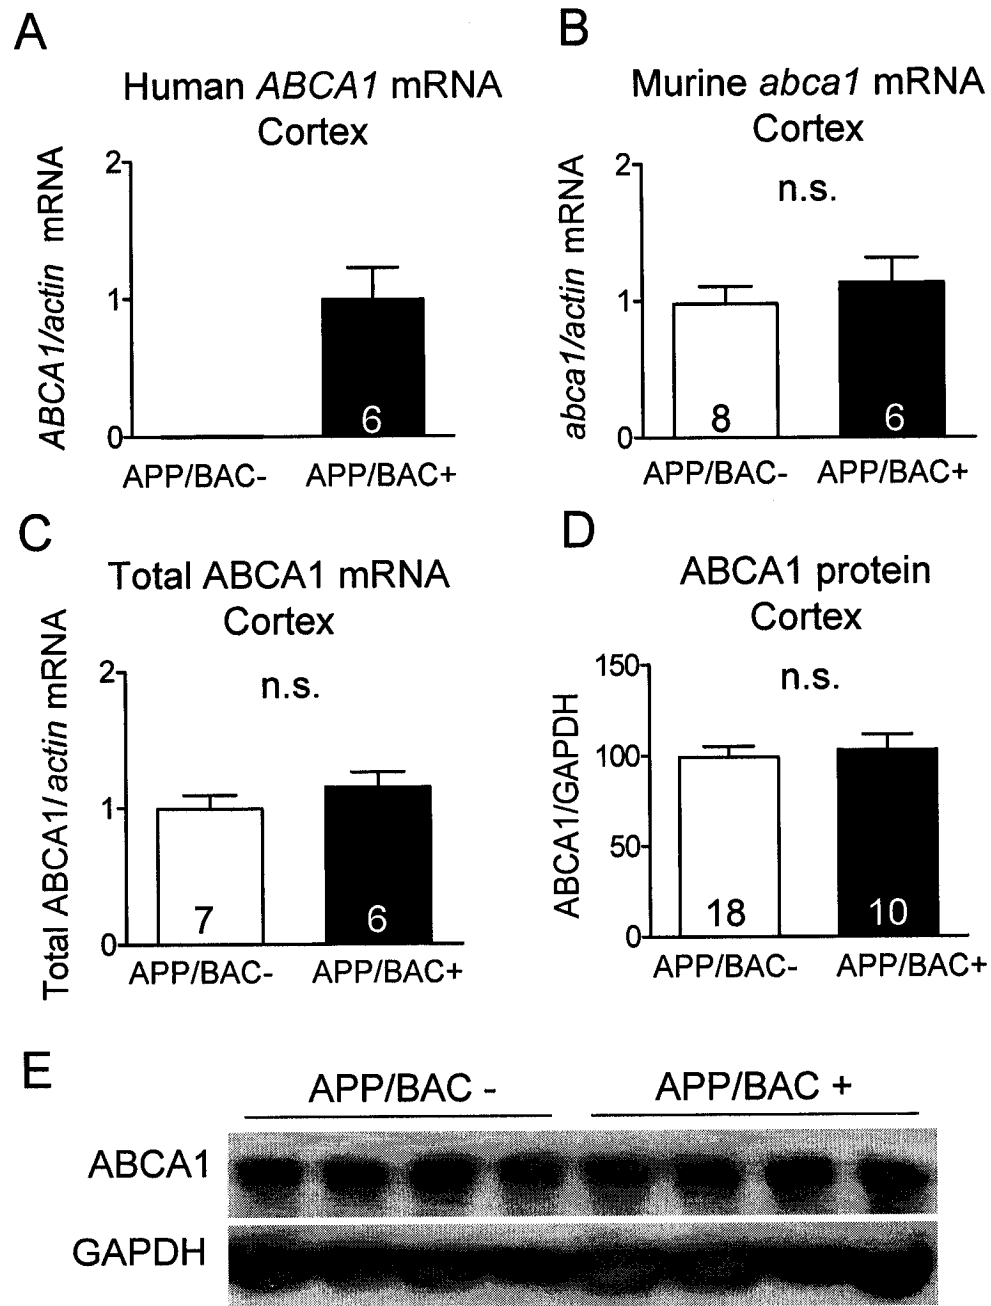 A
Human ABCA1 mRNA
Cortex
ABCA1/actin mRNA
2
1
0
6
APP/BAC- APP/BAC+
B
Murine abca1 mRNA
Cortex
n.s.
abca1/actin mRNA
2
1
0
8 6
APP/BAC- APP/BAC+
C
Total ABCA1 mRNA
Cortex
n.s.
Total ABCA1/actin mRNA
2
1
0
7 6
APP/BAC- APP/BAC+
D
ABCA1 protein
Cortex
n.s.
ABCA1/GAPDH
150
100
50
0
18 10
APP/BAC- APP/BAC+
E
APP/BAC - APP/BAC +
ABCA1
GAPDH